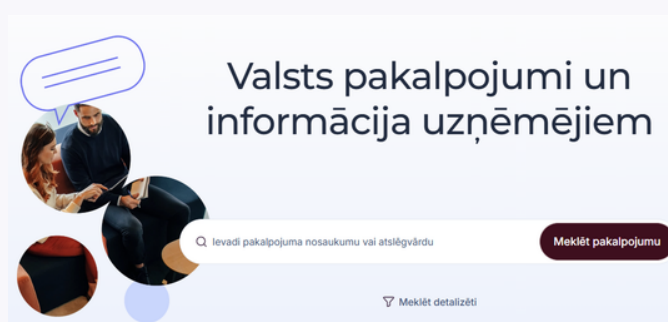 Valsts pakalpojumi un
informācija uzņēmējiem
Ievadi pakalpojuma nosaukumu vai atslēgvārdu
Meklēt pakalpojumu
Meklēt detalizēti